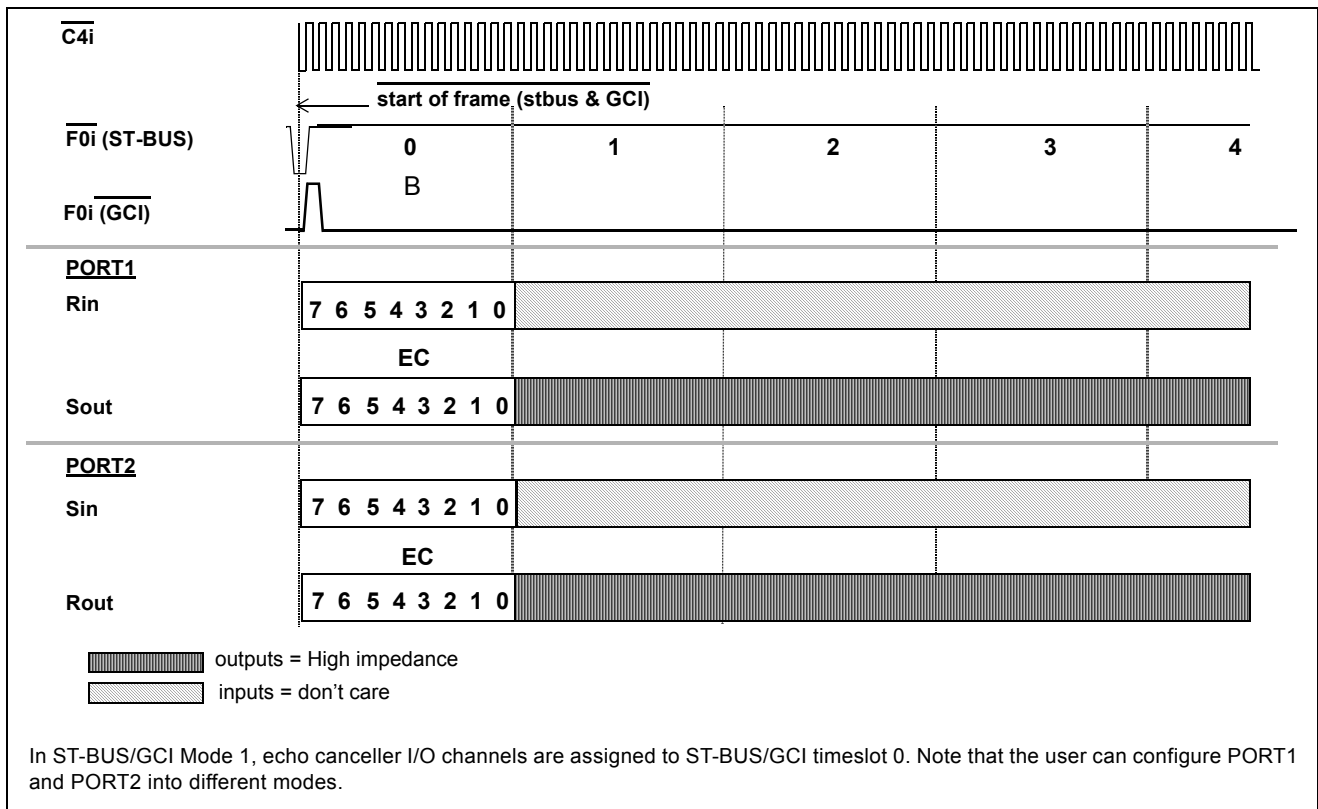 C4i
start of frame (stbus & GCI)
F0i (ST-BUS)
0 1 2 3 4
B
F0i (GCI)
PORT1
Rin
7 6 5 4 3 2 1 0
EC
Sout
7 6 5 4 3 2 1 0
PORT2
Sin
7 6 5 4 3 2 1 0
EC
Rout
7 6 5 4 3 2 1 0
outputs = High impedance
inputs = don't care
In ST-BUS/GCI Mode 1, echo canceller I/O channels are assigned to ST-BUS/GCI timeslot 0. Note that the user can configure PORT1
and PORT2 into different modes.